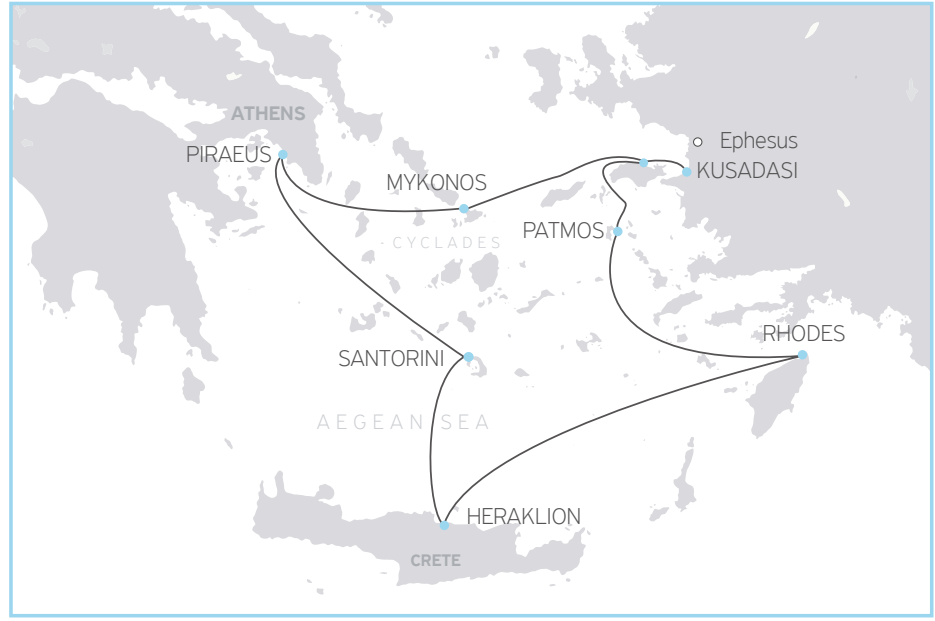 ATHENS
PIRAEUS
Ephesus
KUSADASI
MYKONOS
PATMOS
- CYCLADES
RHODES
SANTORINI
AEGEAN SEA
HERAKLION
CRETE